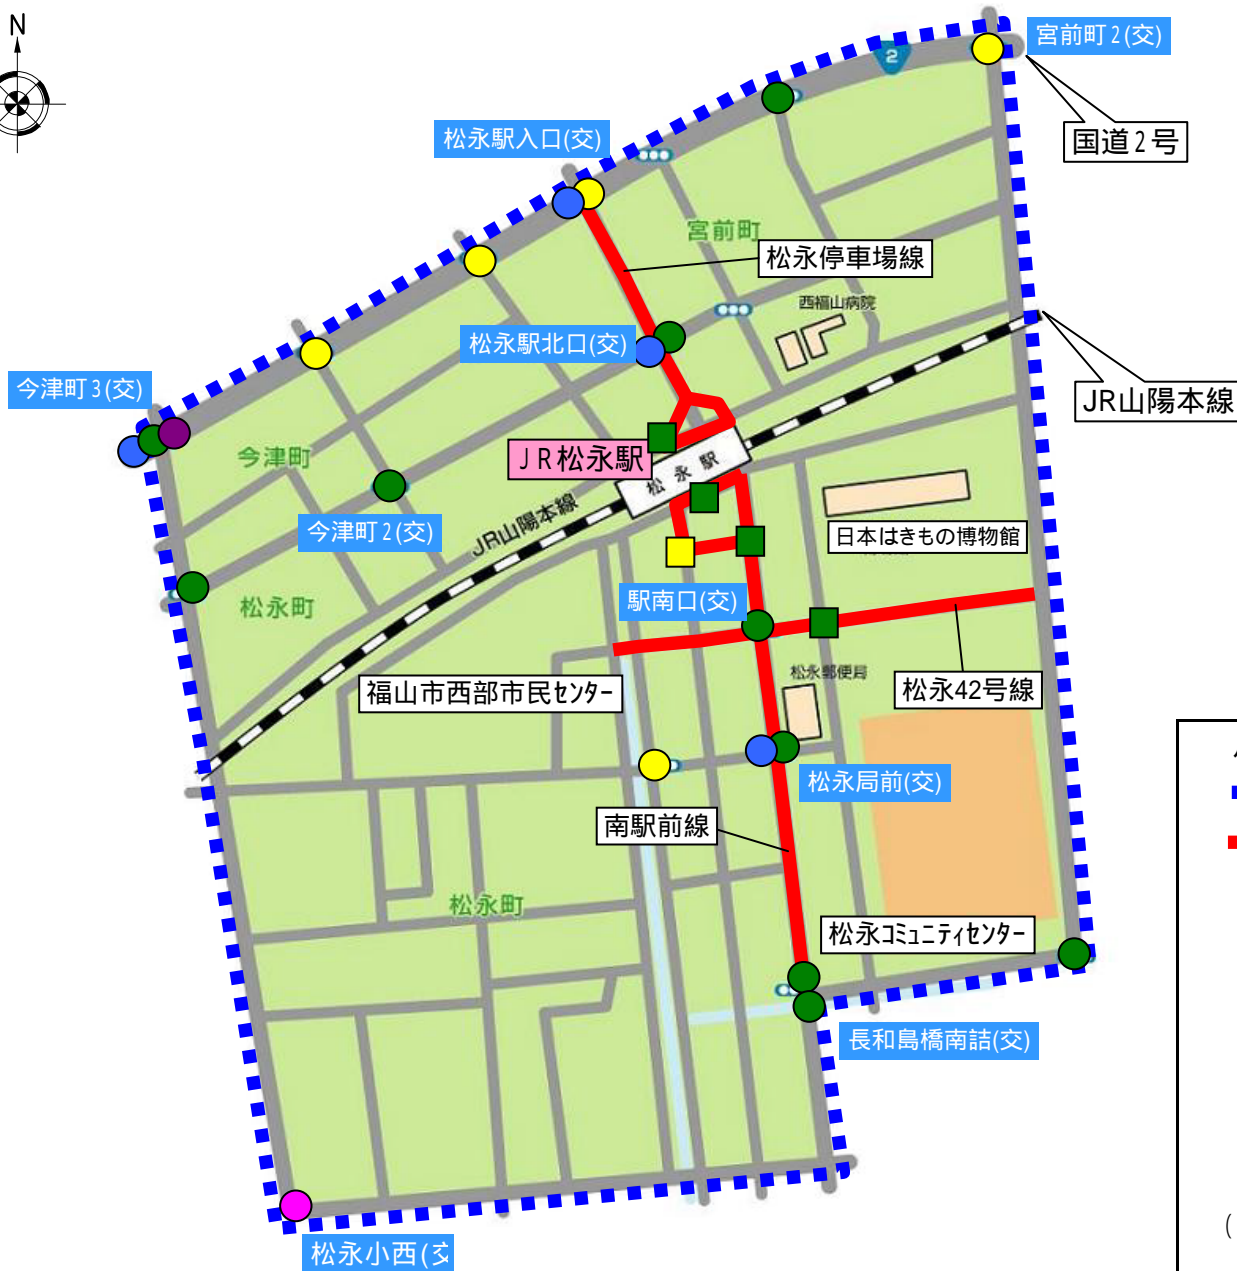 N
宮前町2(交)
2
国道2号
松永駅入口(交)
宮前町
松永停車場線
西福山病院
松永駅北口(交)
今津町3(交)
JR山陽本線
今津町
JR松永駅
松永駅
今津町2(交)
JR山陽本線
日本はきもの博物館
松永町
駅南口(交)
松永郵便局
福山市西部市民センター
松永42号線
松永局前(交)
南駅前線
松永町
松永コミュニティセンター
長和島橋南詰(交)
松永小西(交
(